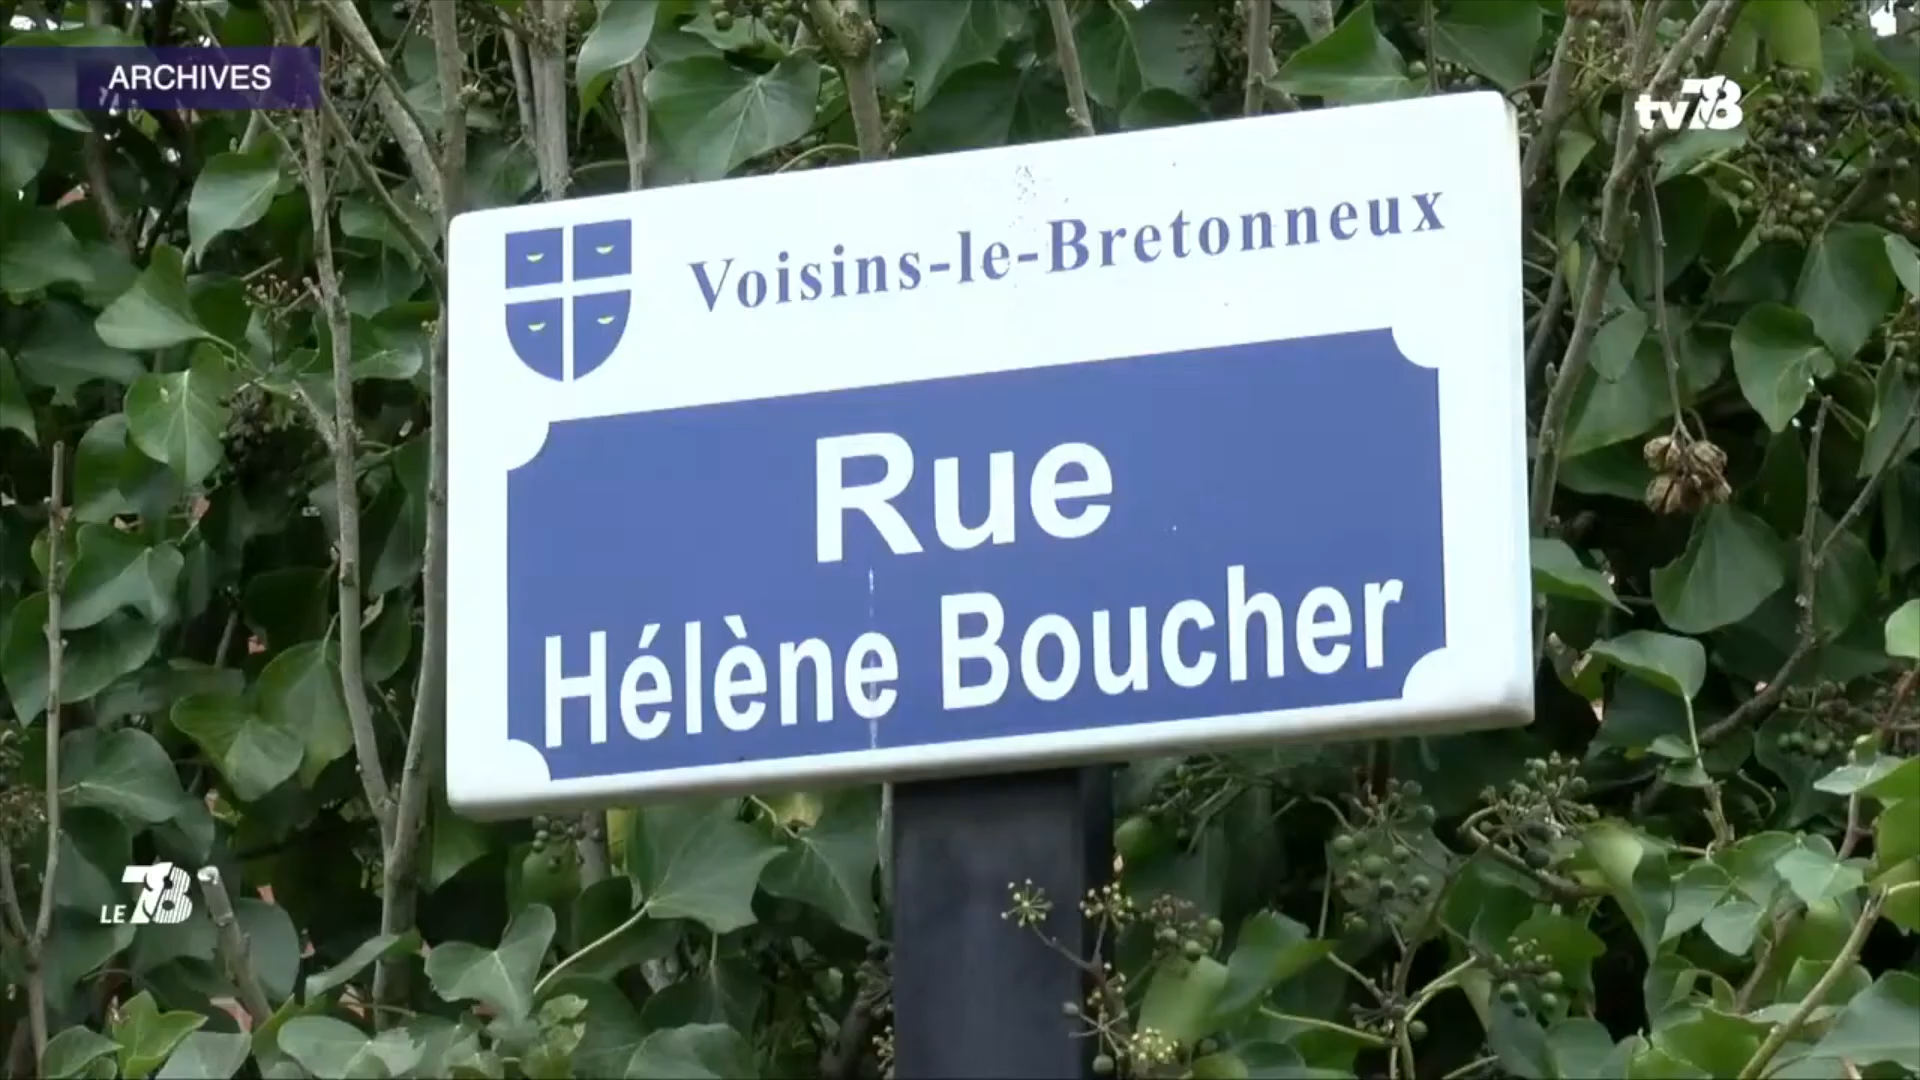 ARCHIVES
tv78
Voisins-le-Bretonneux
Rue
Hélène Boucher
LE 78